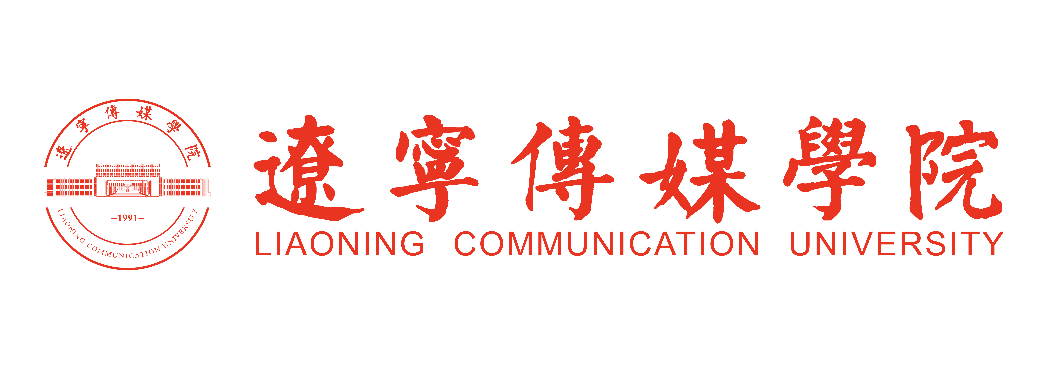 遼寧傳媒學院
–1991–
LIAONING COMMUNICATION UNIVERSITY
遼寧傳媒學院
LIAONING COMMUNICATION UNIVERSITY